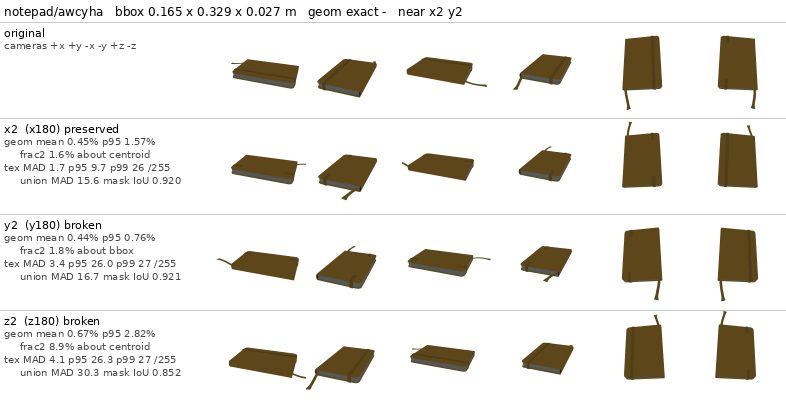 notepad/awcyha   bbox 0.165 x 0.329 x 0.027 m   geom exact -   near x2 y2
original
cameras +x +y -x -y +z -z
x2  (x180) preserved
geom mean 0.45% p95 1.57%
frac2 1.6% about centroid
tex MAD 1.7 p95 9.7 p99 26 /255
union MAD 15.6 mask IoU 0.920
y2  (y180) broken
geom mean 0.44% p95 0.76%
frac2 1.8% about bbox
tex MAD 3.4 p95 26.0 p99 27 /255
union MAD 16.7 mask IoU 0.921
z2  (z180) broken
geom mean 0.67% p95 2.82%
frac2 8.9% about centroid
tex MAD 4.1 p95 26.3 p99 27 /255
union MAD 30.3 mask IoU 0.852